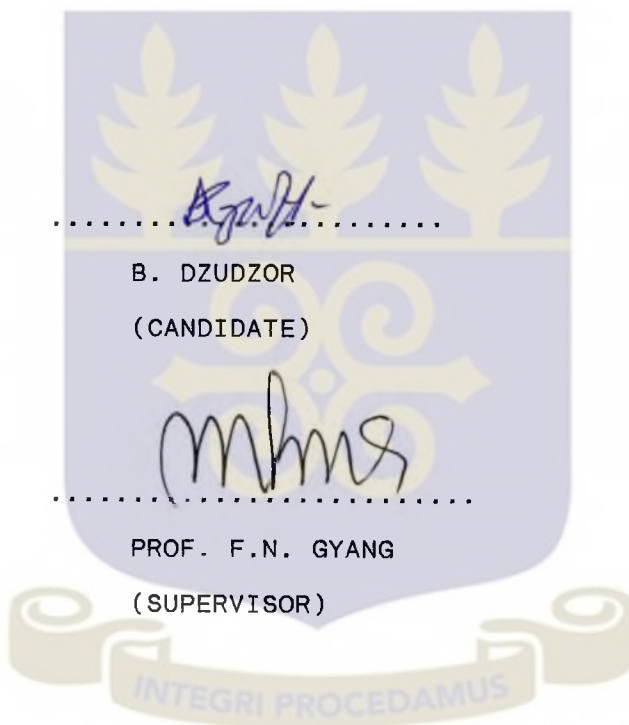 B. DZUDZOR
(CANDIDATE)
PROF. F.N. GYANG
(SUPERVISOR)
INTEGRI PROCEDAMUS